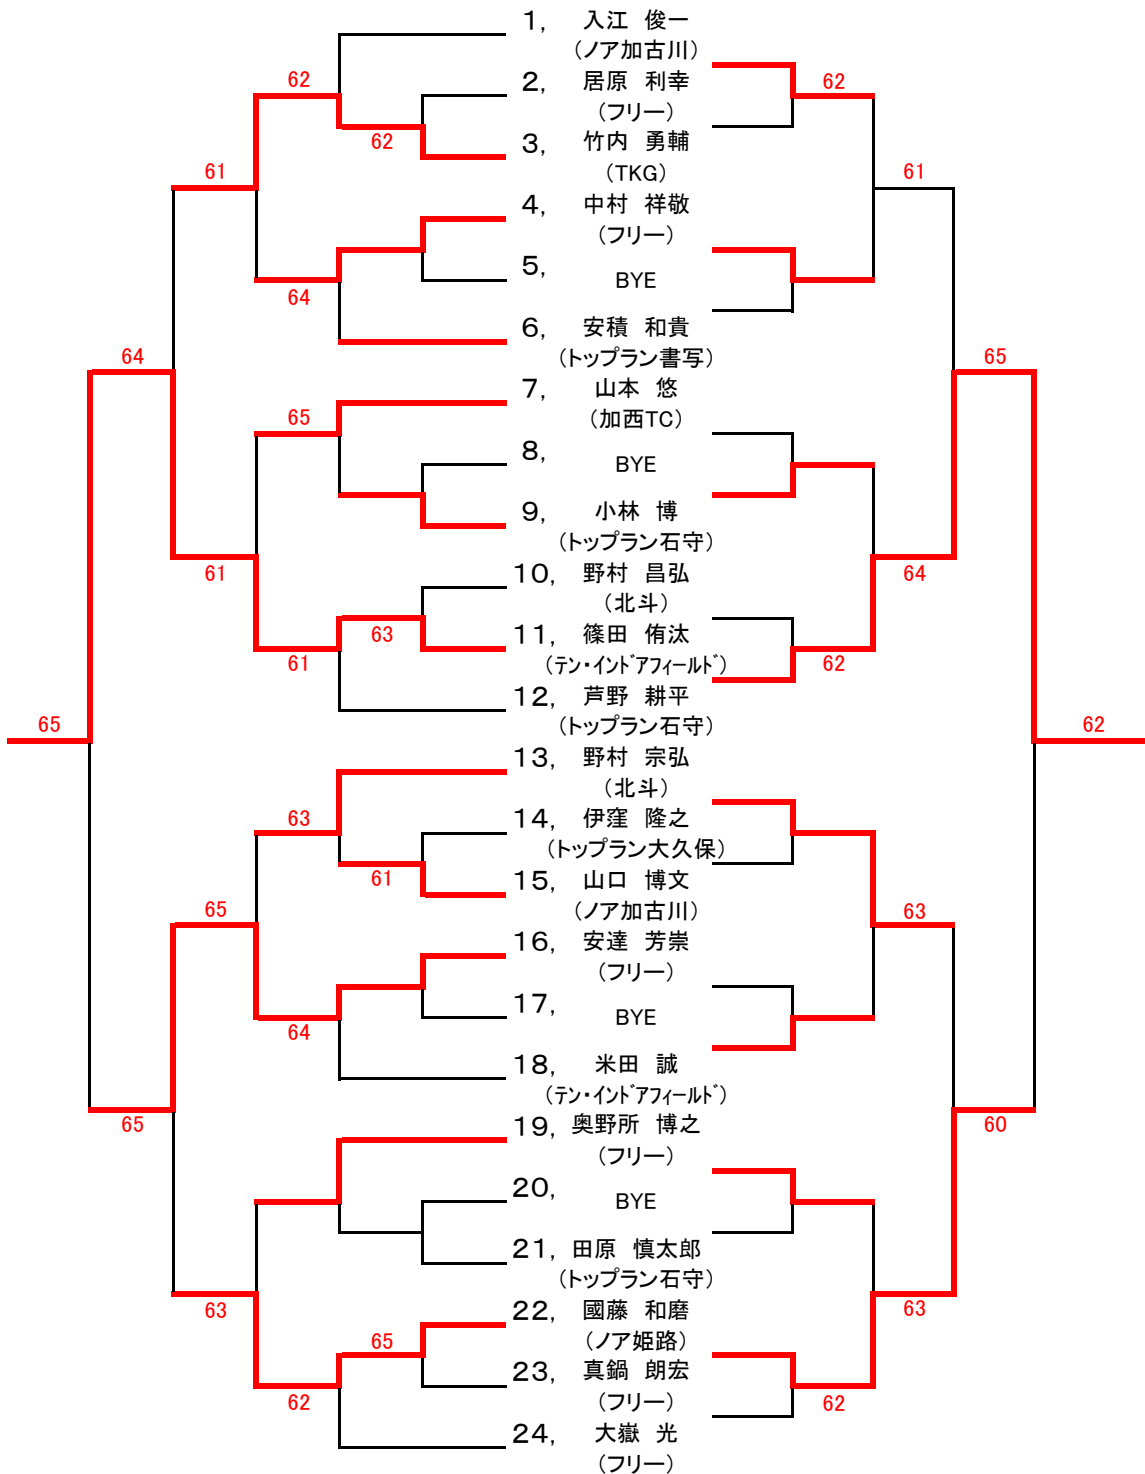 1, 入江 俊一
(ノア加古川)
62
62
2, 居原 利幸
(フリー)
62
3, 竹内 勇輔
(TKG)
61
61
4, 中村 祥敬
(フリー)
5, BYE
64
6, 安積 和貴
(トップラン書写)
64
65
7, 山本 悠
(加西TC)
65
8, BYE
9, 小林 博
(トップラン石守)
61
64
10, 野村 昌弘
(北斗)
63
11, 篠田 侑汰
(テン・インドアフィールド)
61
62
12, 芦野 耕平
(トップラン石守)
65
62
13, 野村 宗弘
(北斗)
63
14, 伊窪 隆之
(トップラン大久保)
61
15, 山口 博文
(ノア加古川)
65
63
16, 安達 芳崇
(フリー)
17, BYE
64
18, 米田 誠
(テン・インドアフィールド)
65
60
19, 奥野所 博之
(フリー)
20, BYE
21, 田原 慎太郎
(トップラン石守)
63
63
22, 國藤 和磨
(ノア姫路)
65
23, 真鍋 朗宏
(フリー)
62
62
24, 大嶽 光
(フリー)